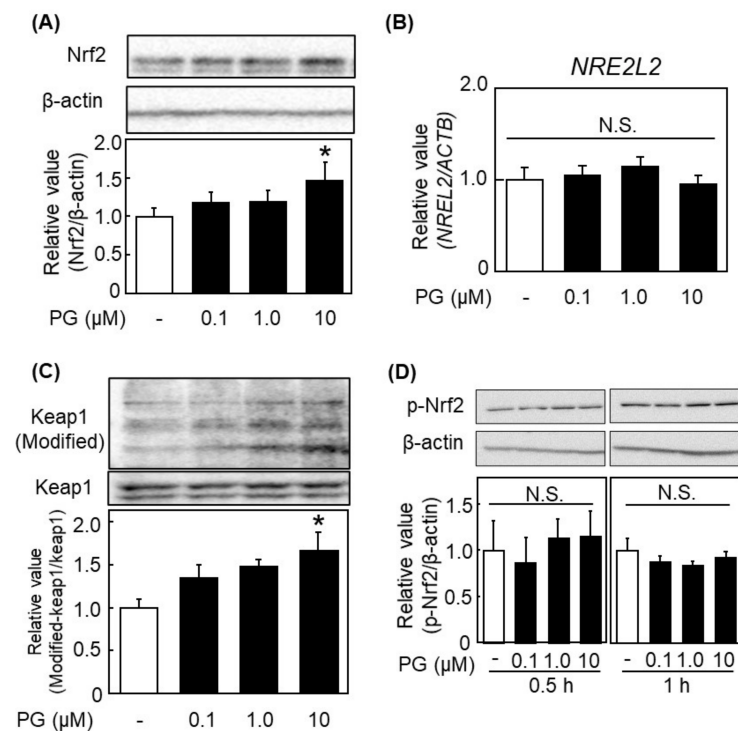 (A)
Nrf2
β-actin
Relative value
(Nrf2/β-actin)
2.0
1.5
1.0
0.5
0
*
PG (μM) - 0.1 1.0 10
(B)
NRE2L2
Relative value
(NREL2/ACTB)
2.0
1.0
0
N.S.
PG (μM) - 0.1 1.0 10
(C)
Keap1
(Modified)
Keap1
Relative value
(Modified-keap1/keap1)
2.0
1.5
1.0
0.5
0
*
PG (μM) - 0.1 1.0 10
(D)
p-Nrf2
β-actin
Relative value
(p-Nrf2/β-actin)
1.5
1.0
0.5
0
N.S. N.S.
PG (μM) - 0.1 1.0 10 - 0.1 1.0 10
0.5 h 1 h